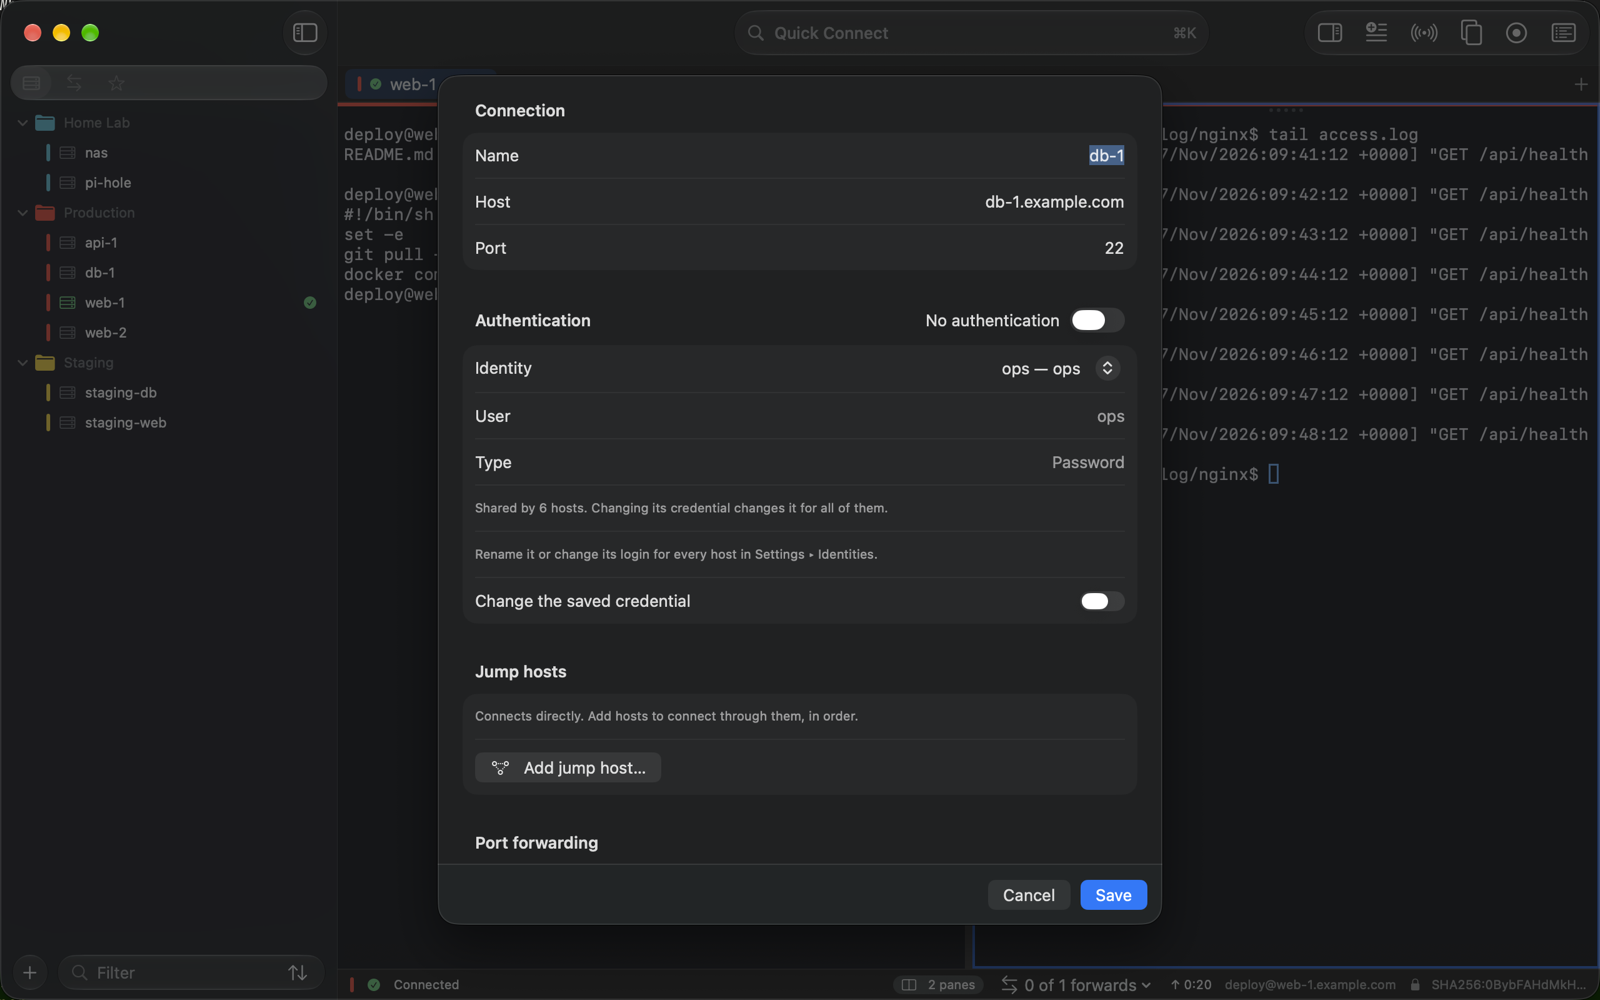 Quick Connect ⌘K
web-1
Home Lab
nas
pi-hole
Production
api-1
db-1
web-1
web-2
Staging
staging-db
staging-web
Filter
deploy@web
README.md
deploy@web
#!/bin/sh
set -e
git pull
docker com
deploy@web
log/nginx$ tail access.log
7/Nov/2026:09:41:12 +0000] "GET /api/health
7/Nov/2026:09:42:12 +0000] "GET /api/health
7/Nov/2026:09:43:12 +0000] "GET /api/health
7/Nov/2026:09:44:12 +0000] "GET /api/health
7/Nov/2026:09:45:12 +0000] "GET /api/health
7/Nov/2026:09:46:12 +0000] "GET /api/health
7/Nov/2026:09:47:12 +0000] "GET /api/health
7/Nov/2026:09:48:12 +0000] "GET /api/health
log/nginx$
Connection
Name db-1
Host db-1.example.com
Port 22
Authentication No authentication
Identity ops — ops
User ops
Type Password
Shared by 6 hosts. Changing its credential changes it for all of them.
Rename it or change its login for every host in Settings ▸ Identities.
Change the saved credential
Jump hosts
Connects directly. Add hosts to connect through them, in order.
Add jump host...
Port forwarding
Cancel Save
Connected 2 panes 0 of 1 forwards ↑ 0:20 deploy@web-1.example.com SHA256:0BybFAHdMkH...